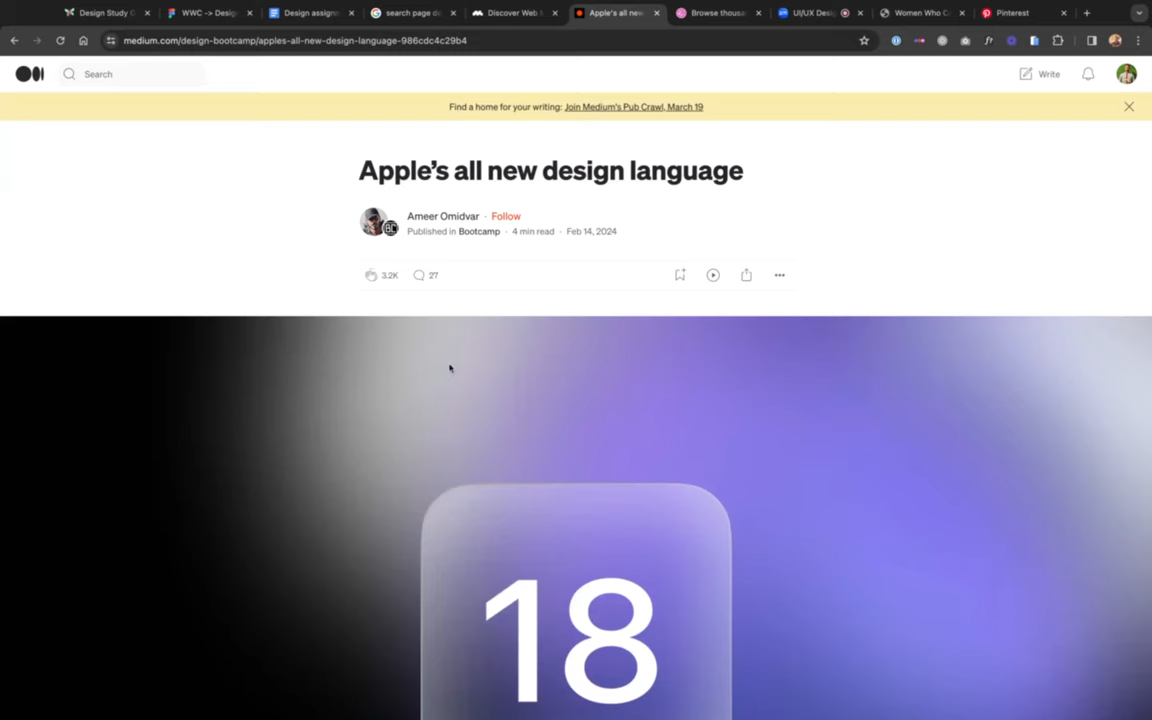 Design Study G
WWC -> Desig
Design assignm
search page de
Discover Web
Apple's all new
Browse thousa
UI/UX Desi
Women Who C
Pinterest
medium.com/design-bootcamp/apples-all-new-design-language-986cdc4c29b4
Search
Write
Find a home for your writing: Join Medium's Pub Crawl, March 19
Apple’s all new design language
Ameer Omidvar · Follow
Published in Bootcamp · 4 min read · Feb 14, 2024
3.2K
27
18